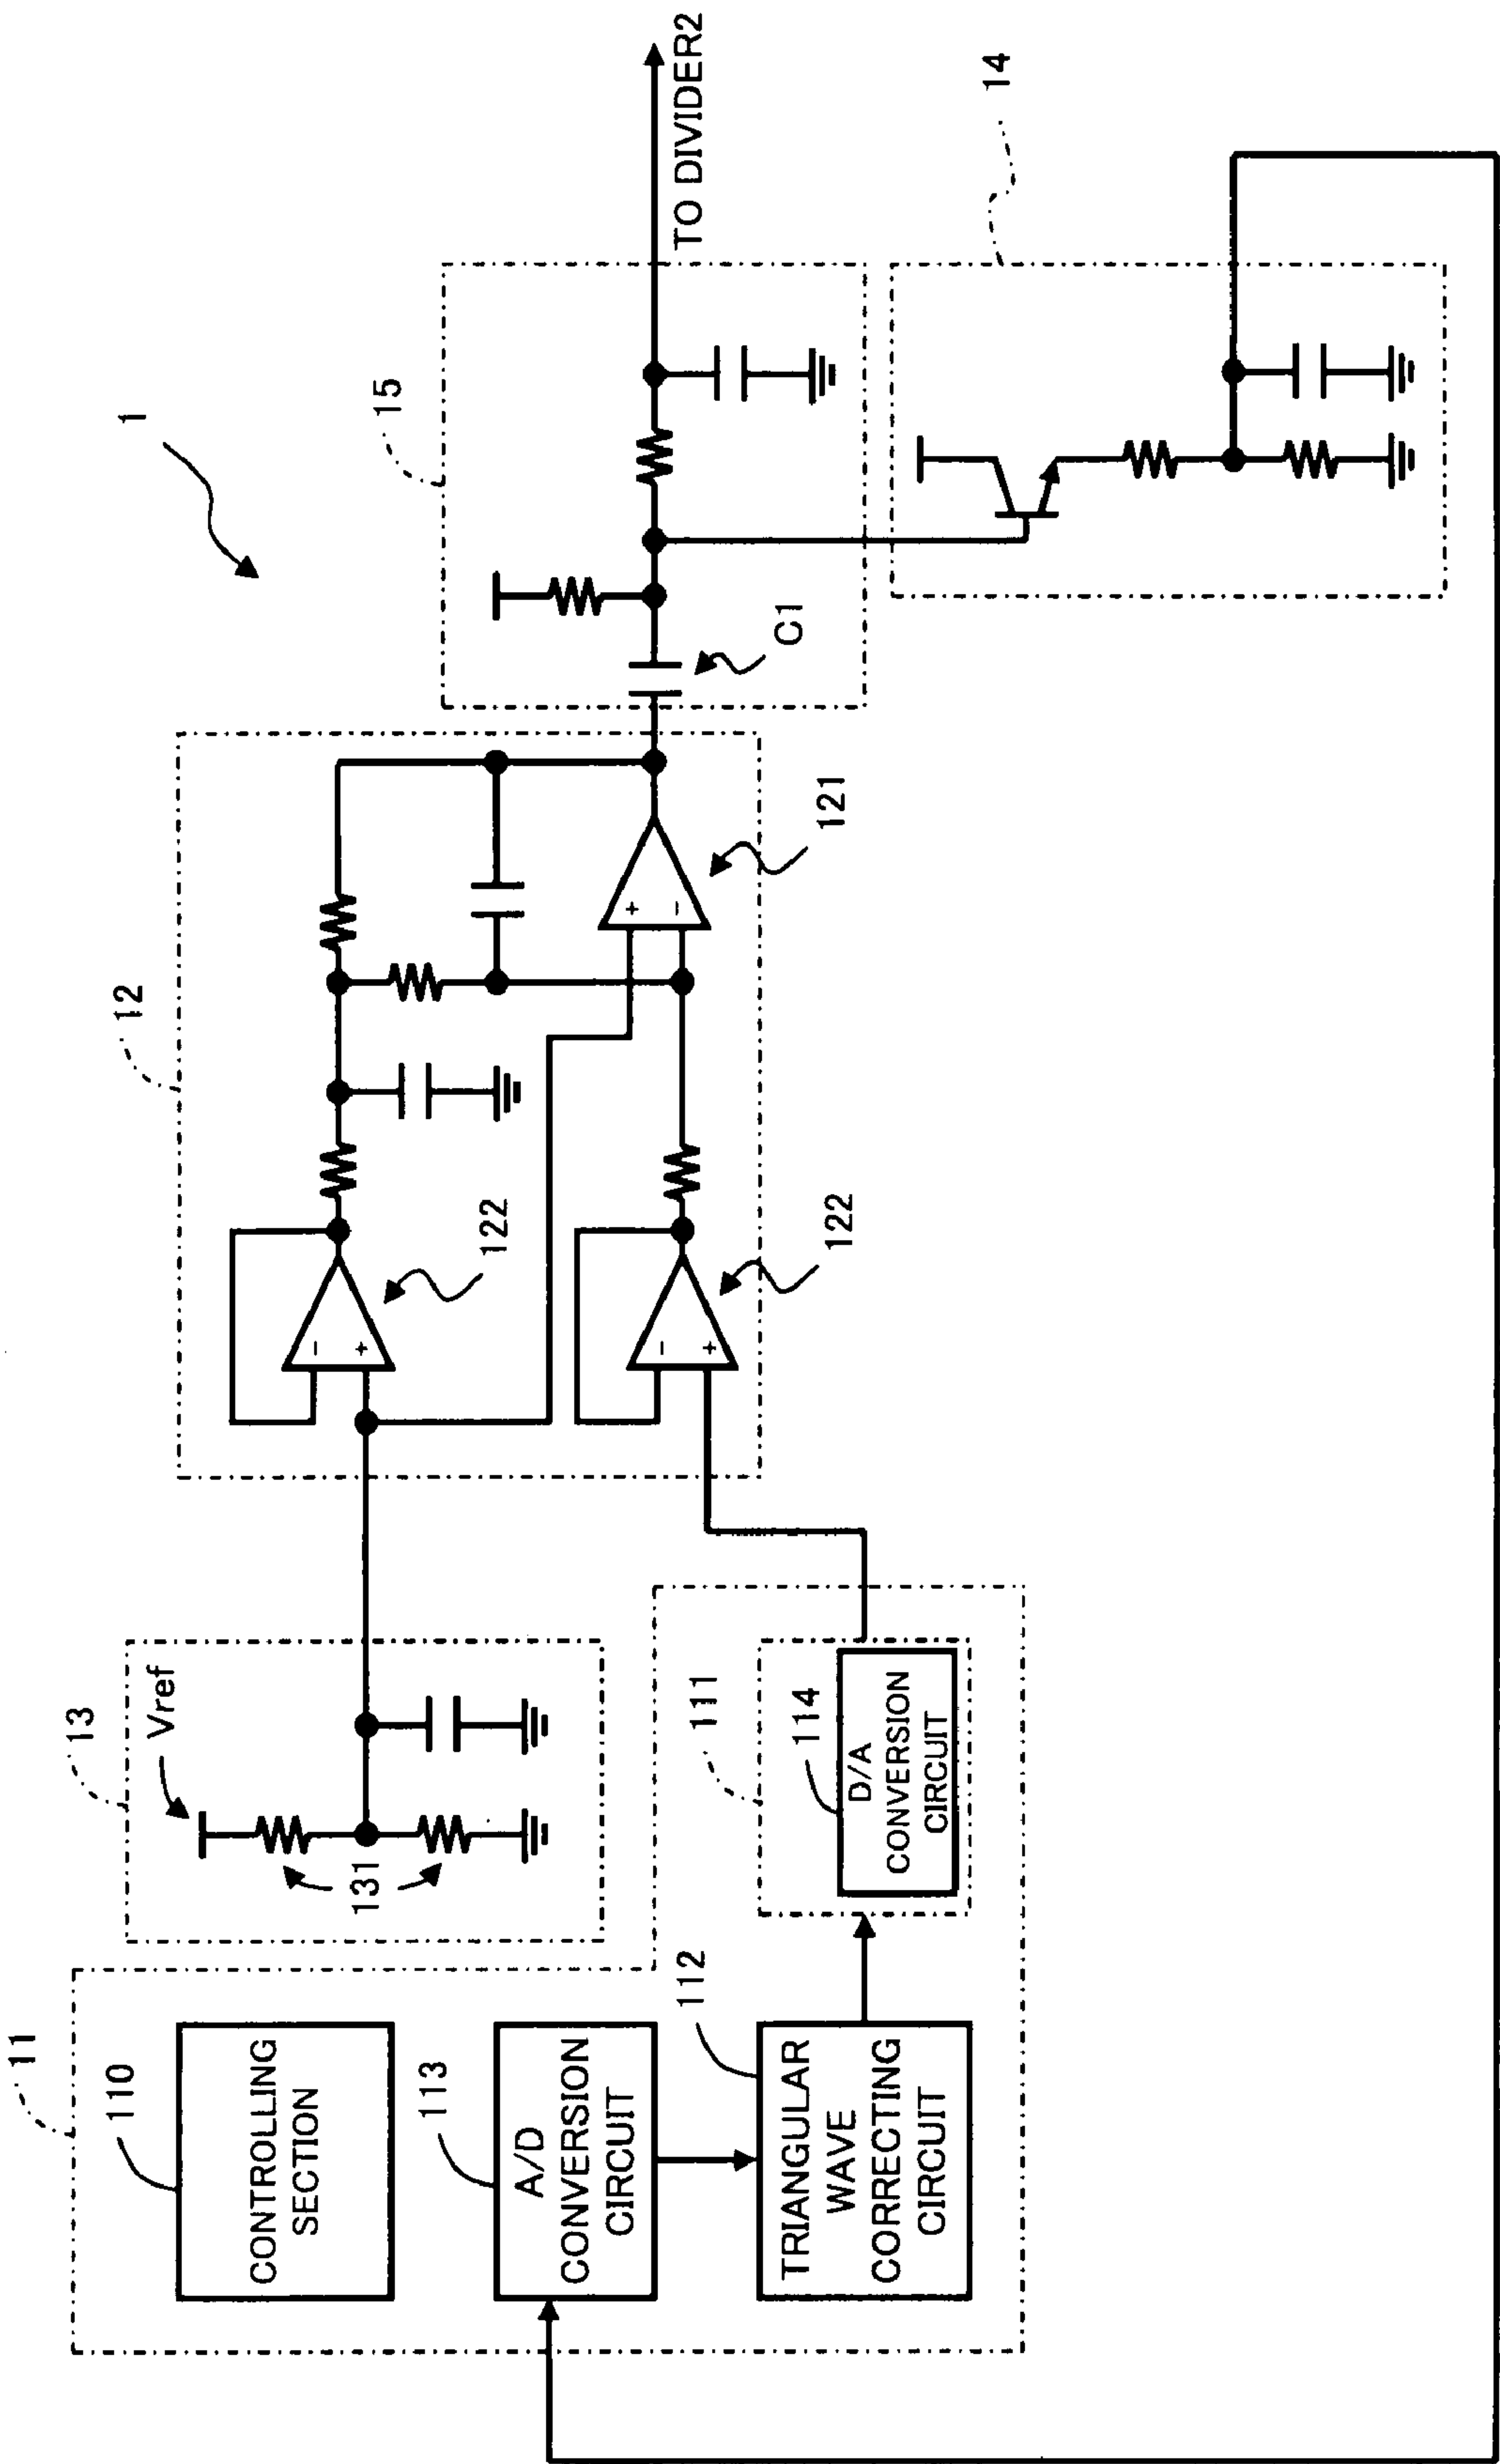 1
11
110
CONTROLLING
SECTION
113
A/D
CONVERSION
CIRCUIT
112
TRIANGULAR
WAVE
CORRECTING
CIRCUIT
13
Vref
131
111
114
D/A
CONVERSION
CIRCUIT
12
-
+
122
-
+
122
+
-
121
15
C1
TO DIVIDER2
14